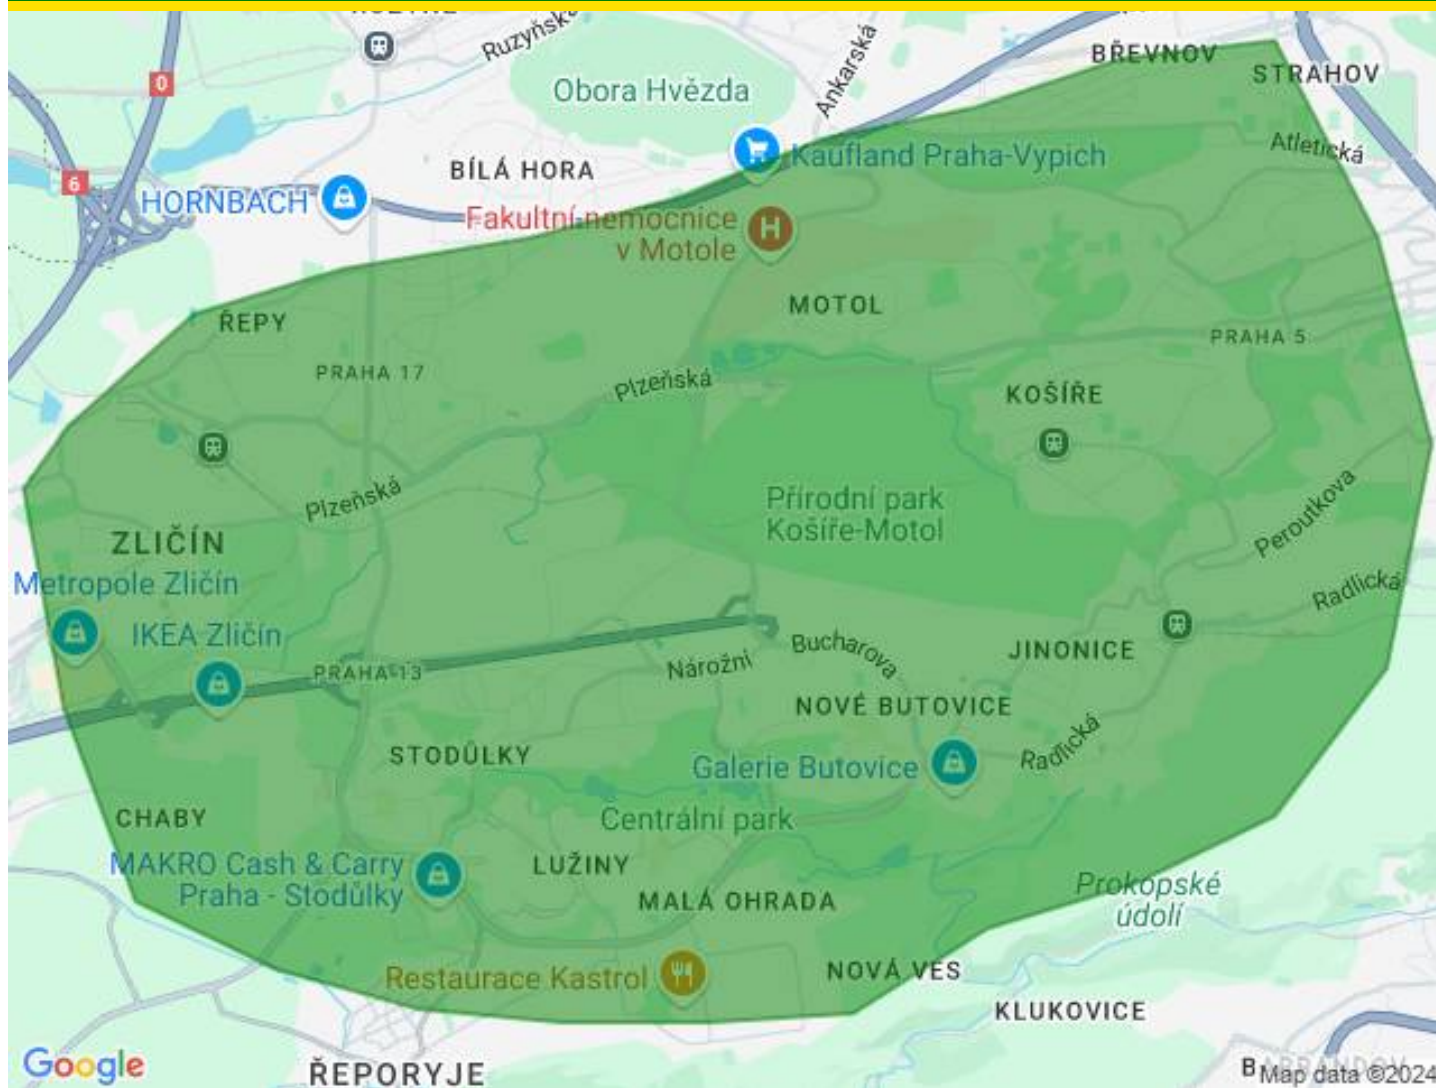 Ruzyňská
Ankarská
BŘEVNOV
STRAHOV
Obora Hvězda
0
Atletická
Kaufland Praha-Vypich
BÍLÁ HORA
6
HORNBACH
Fakultní nemocnice
v Motole
H
MOTOL
ŘEPY
PRAHA 5
PRAHA 17
Plzeňská
KOŠÍŘE
Plzeňská
Přírodní park
Košíře-Motol
Peroutkova
ZLIČÍN
Metropole Zličín
Radlická
IKEA Zličín
Bucharova
JINONICE
PRAHA 13
Nárožní
NOVÉ BUTOVICE
Radlická
STODŮLKY
Galerie Butovice
CHABY
Centrální park
MAKRO Cash & Carry
Praha - Stodůlky
LUŽINY
MALÁ OHRADA
Prokopské
údolí
Restaurace Kastrol
NOVÁ VES
KLUKOVICE
Google
ŘEPORYJE
Map data ©2024